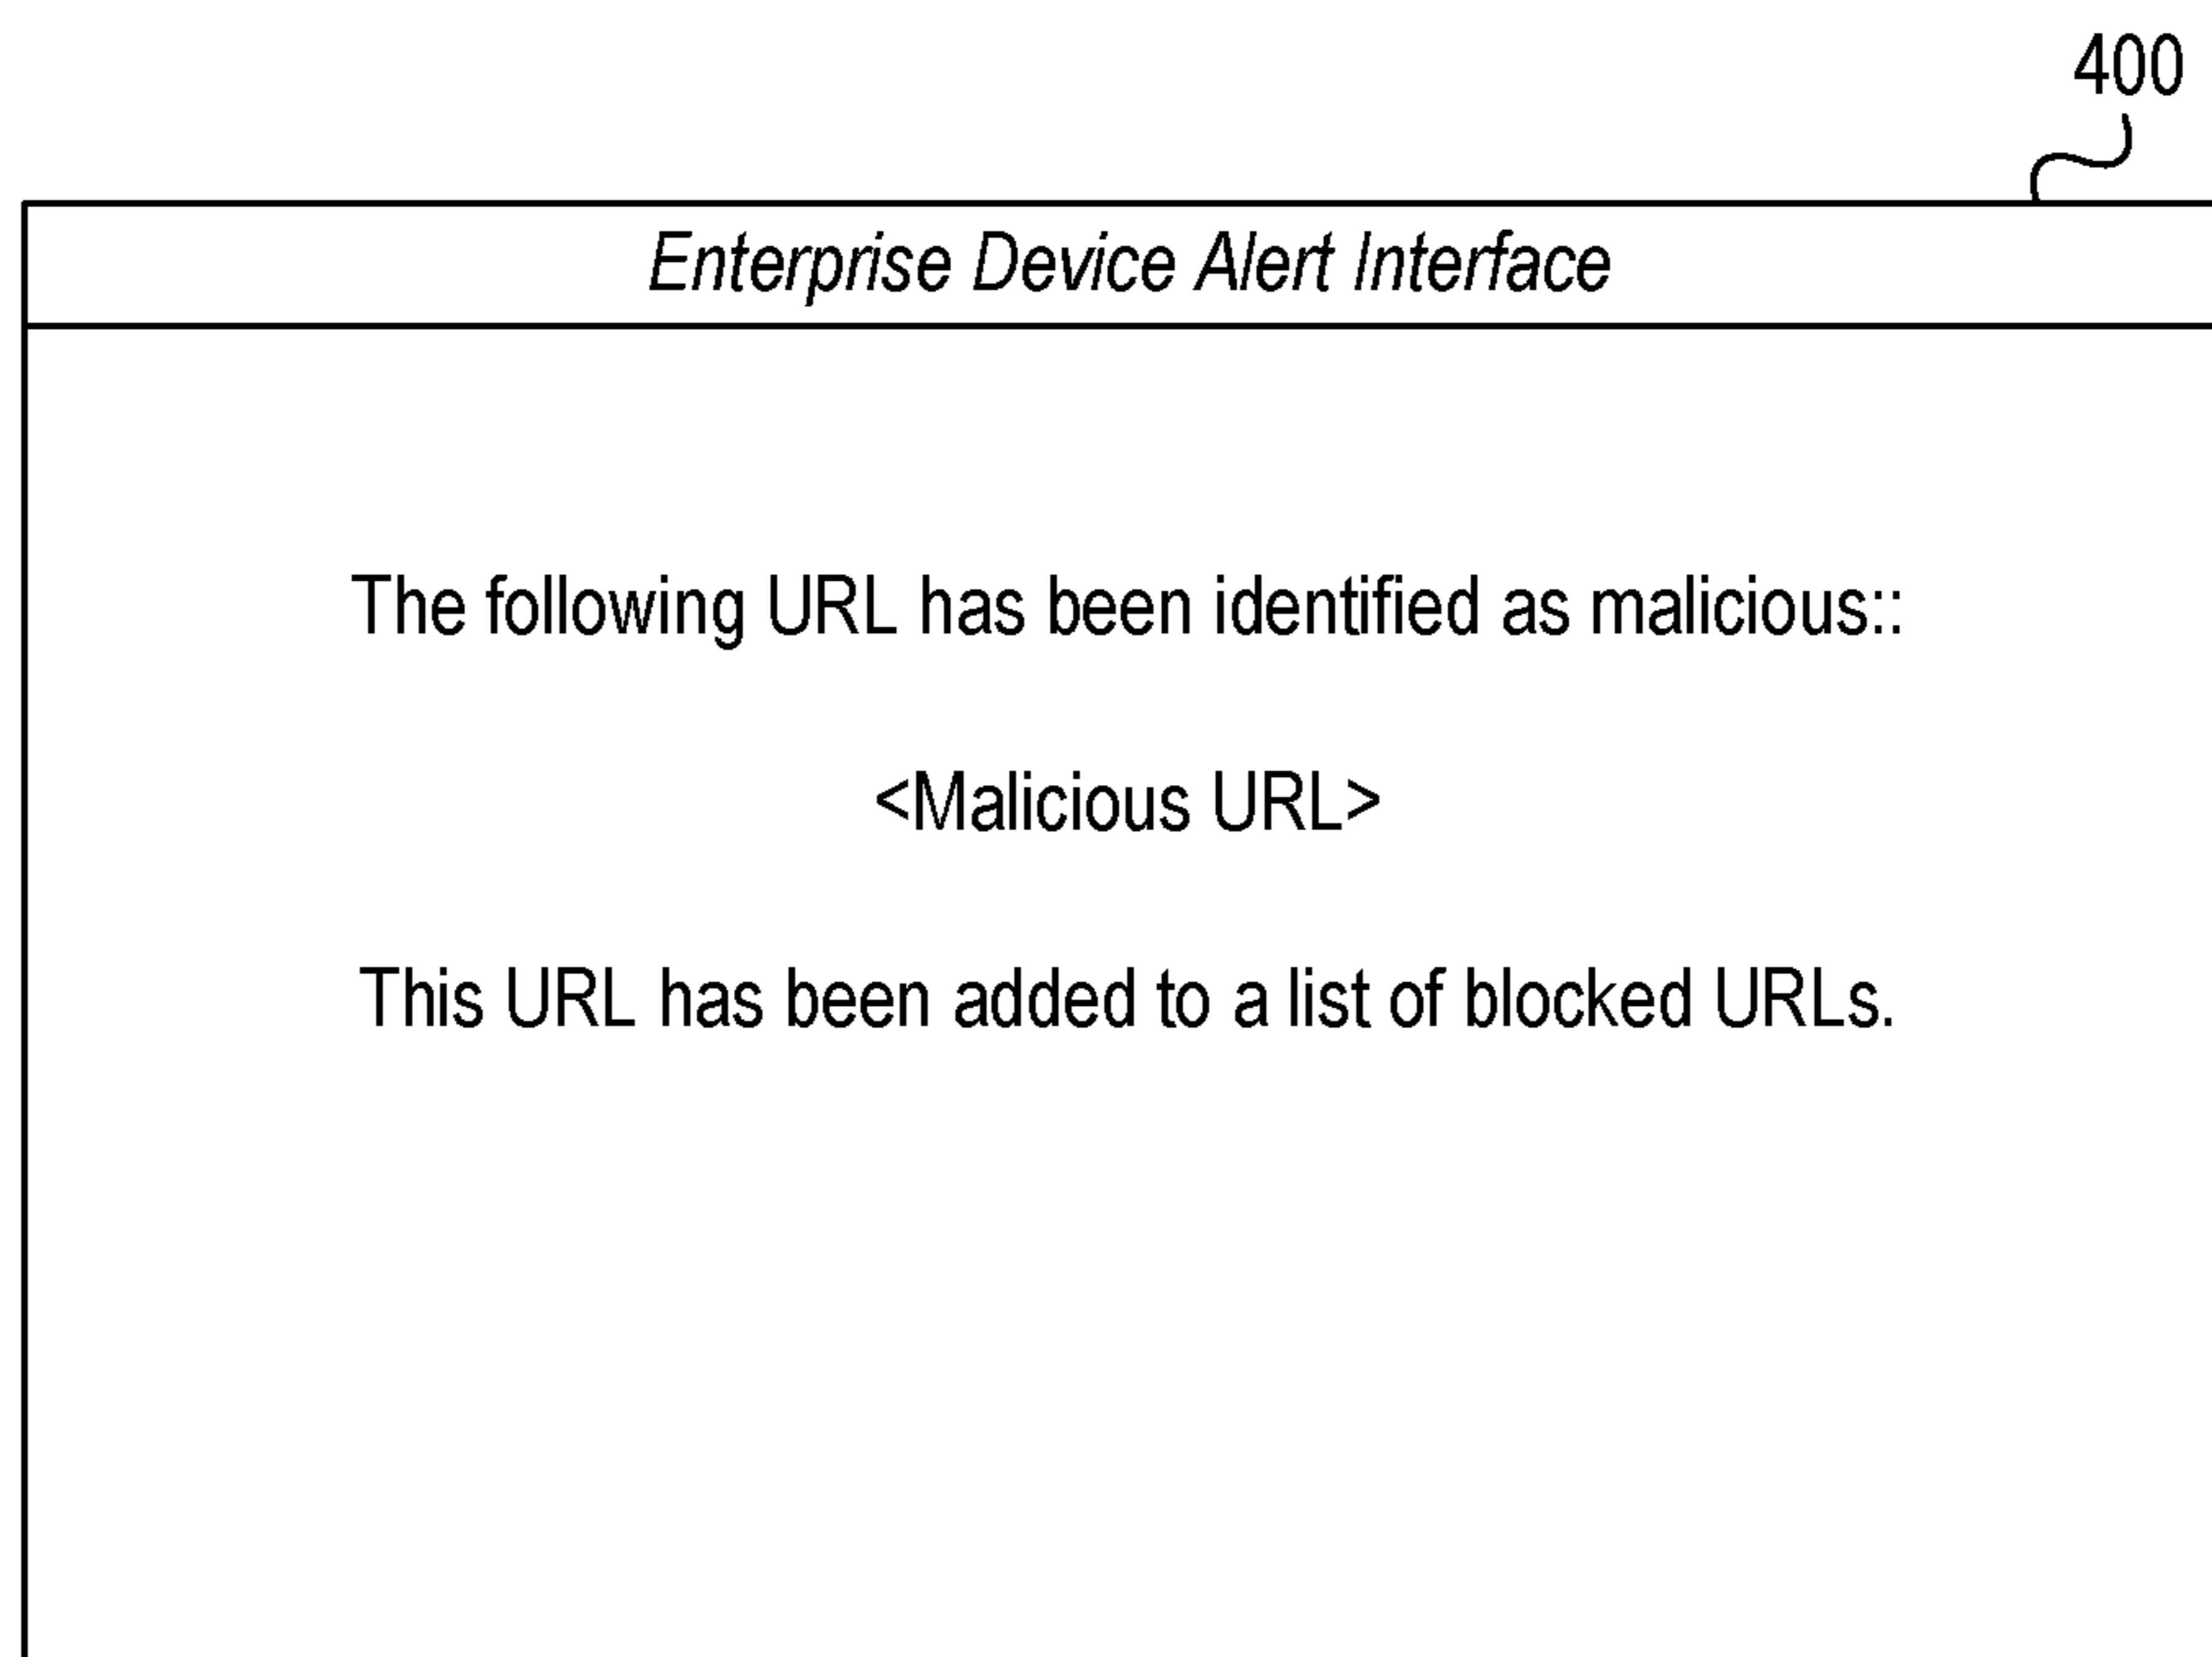 400
Enterprise Device Alert Interface
The following URL has been identified as malicious::
<Malicious URL>
This URL has been added to a list of blocked URLs.